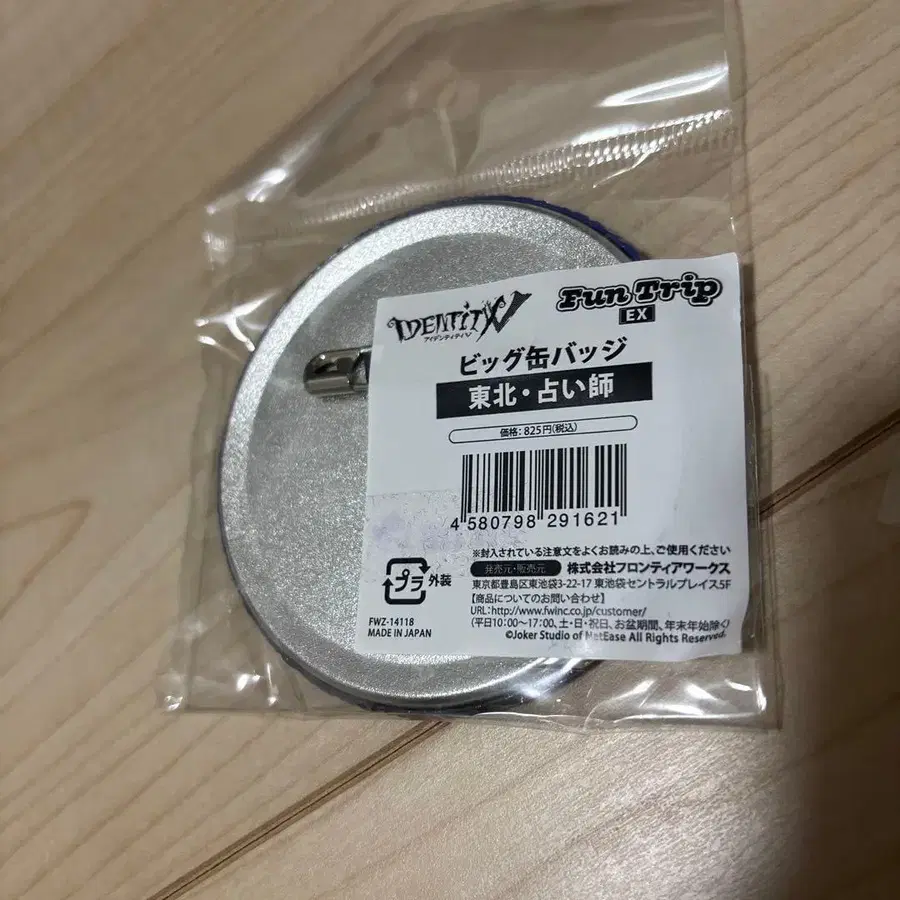 IDENTITY V
アイデンティティV
Fun Trip
EX
ビッグ缶バッジ
東北・占い師
価格：825円(税込)
4 580798 291621
※封入されている注意文をよくお読みの上、ご使用ください
発売元・販売元 株式会社フロンティアワークス
東京都豊島区東池袋3-22-17 東池袋セントラルプレイス5F
【商品についてのお問い合わせ】
URL：http://www.fwinc.co.jp/customer/
(平日10：00～17：00、土・日・祝日、お盆期間、年末年始除く)
©Joker Studio of NetEase All Rights Reserved.
プラ 外装
FWZ-14118
MADE IN JAPAN